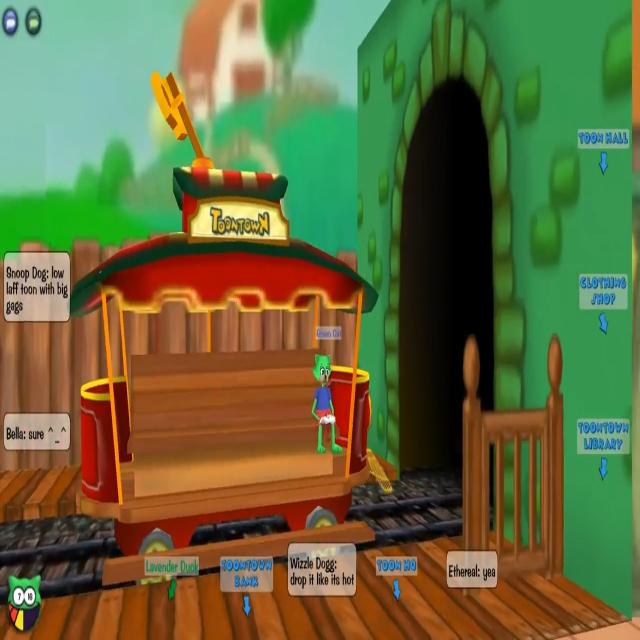 TOON HALL
TOONTOWN
Snoop Dog: low
laff toon with big
gags
CLOTHING
SHOP
Green Cat
Bella: sure ^_^
TOONTOWN
LIBRARY
Lavender Duck
TOONTOWN
BANK
Wizzle Dogg:
drop it like its hot
TOON HQ
Ethereal: yea